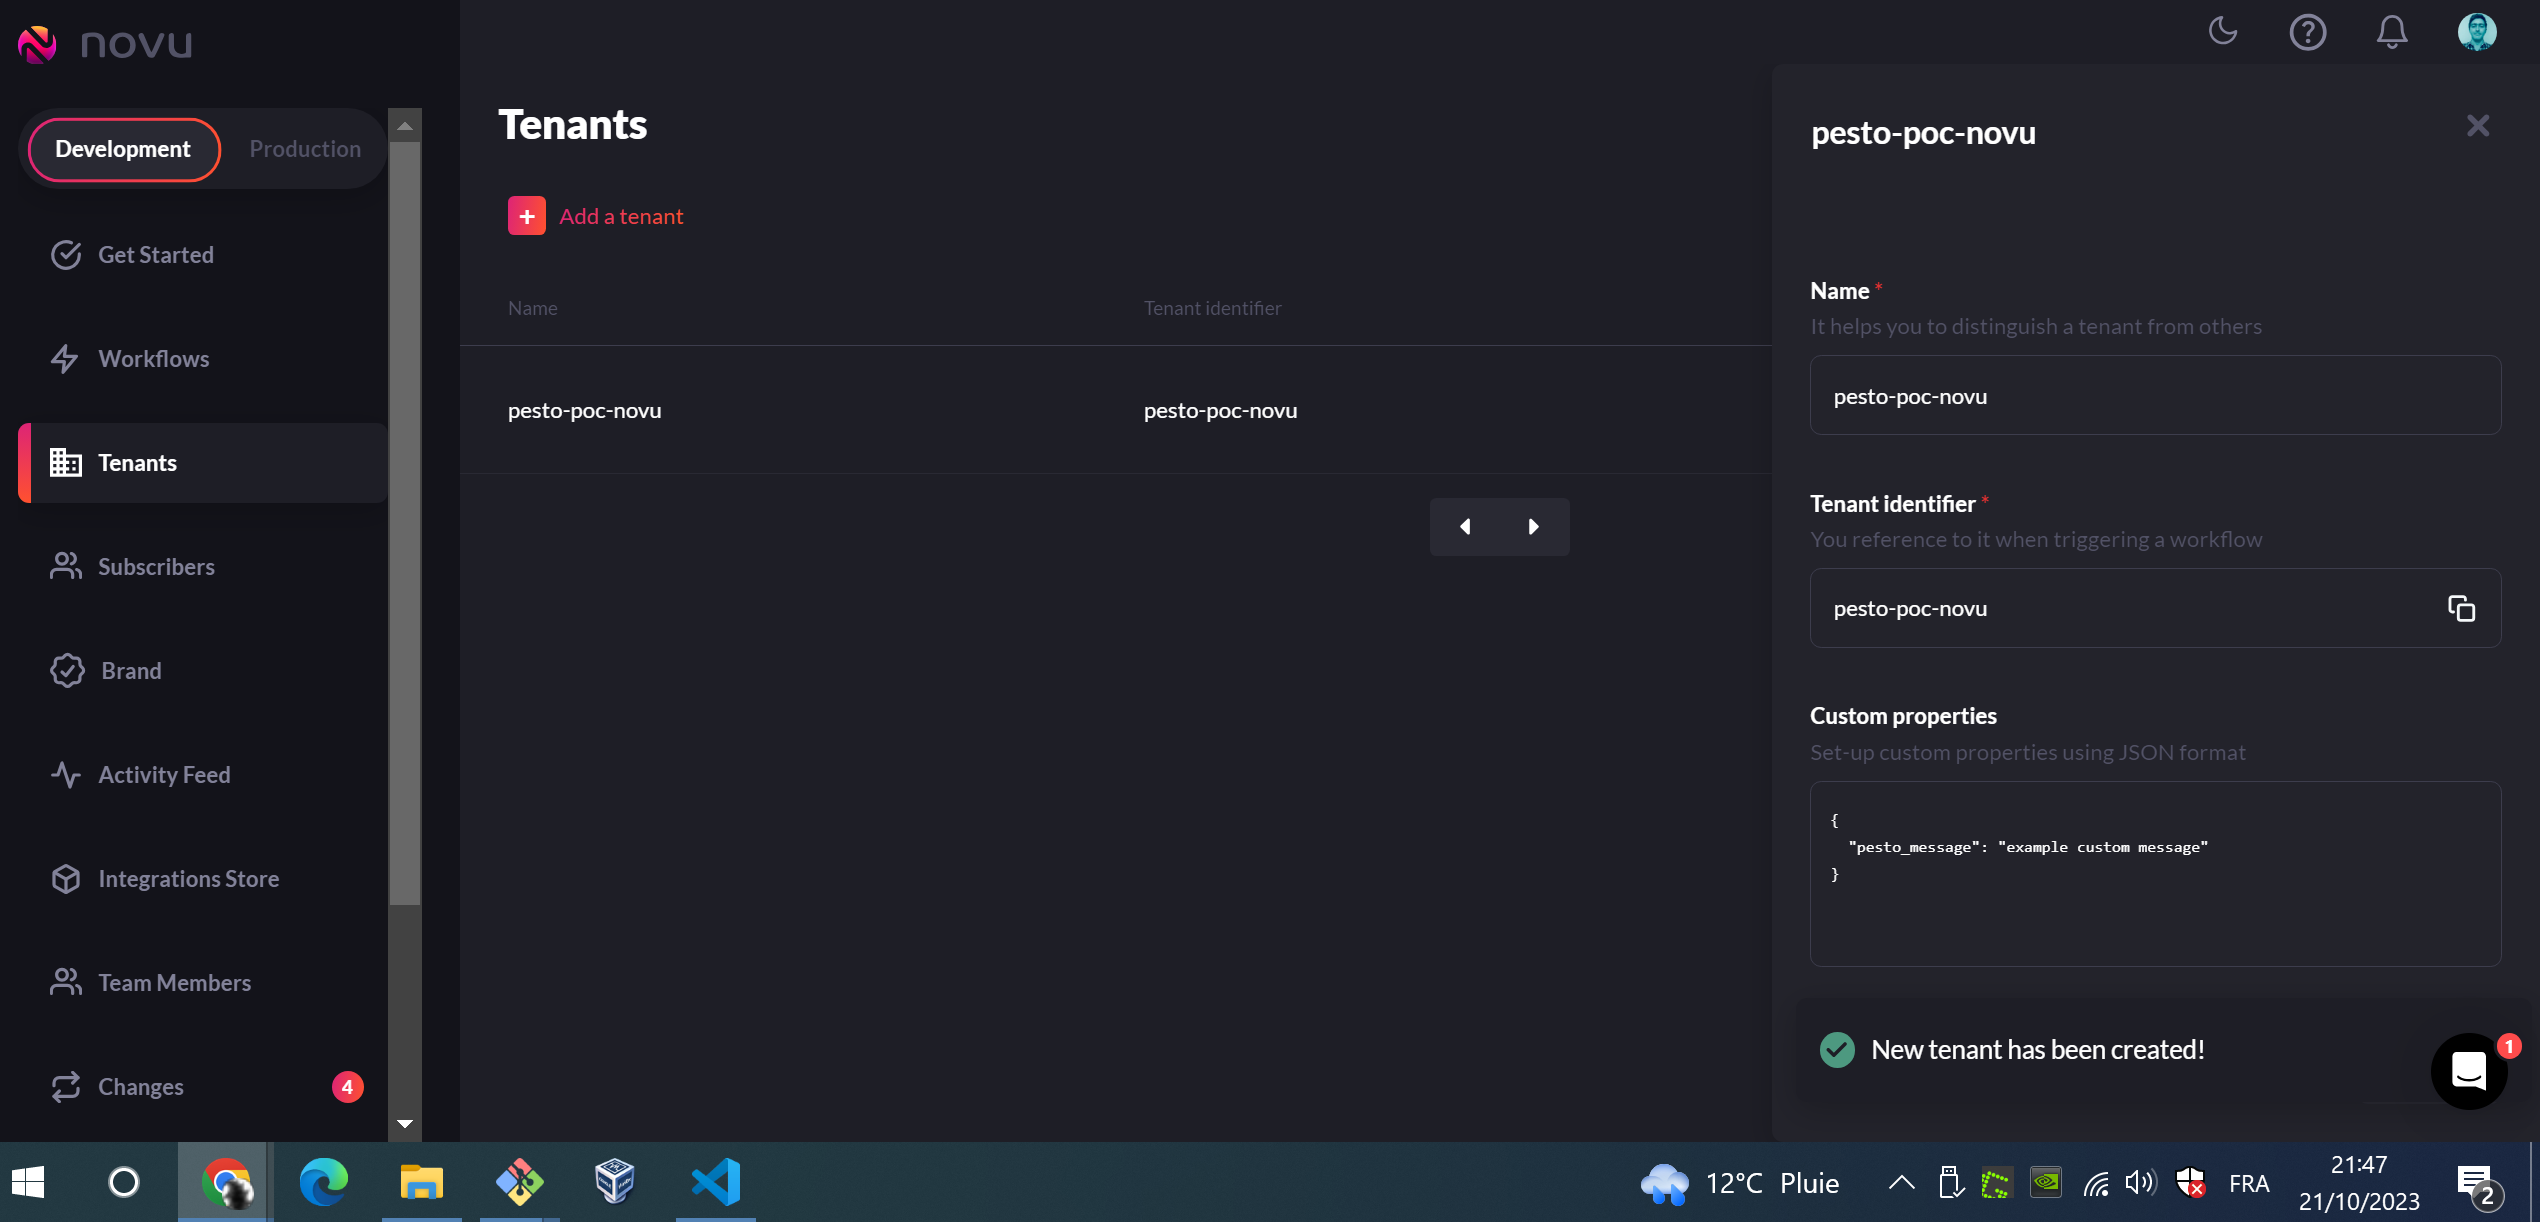 novu
Development Production
Get Started
Workflows
Tenants
Subscribers
Brand
Activity Feed
Integrations Store
Team Members
Changes 4
Tenants
+ Add a tenant
Name Tenant identifier
pesto-poc-novu pesto-poc-novu
pesto-poc-novu
Name *
It helps you to distinguish a tenant from others
pesto-poc-novu
Tenant identifier *
You reference to it when triggering a workflow
pesto-poc-novu
Custom properties
Set-up custom properties using JSON format
{
"pesto_message": "example custom message"
}
New tenant has been created!
1
12°C Pluie
FRA
21:47
21/10/2023
2